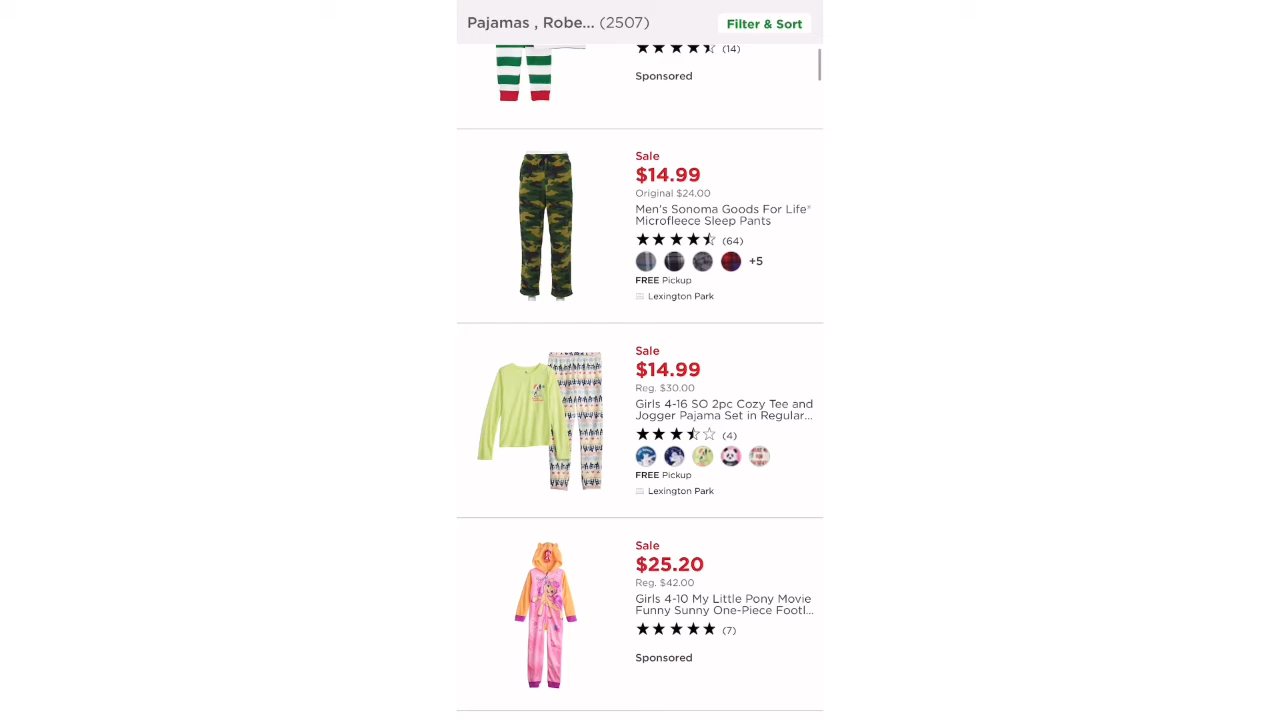 Pajamas , Robe... (2507)
Filter & Sort
(14)
Sponsored
Sale
$14.99
Original $24.00
Men's Sonoma Goods For Life®
Microfleece Sleep Pants
(64)
+5
FREE Pickup
Lexington Park
Sale
$14.99
Reg. $30.00
Girls 4-16 SO 2pc Cozy Tee and
Jogger Pajama Set in Regular...
(4)
FREE Pickup
Lexington Park
Sale
$25.20
Reg. $42.00
Girls 4-10 My Little Pony Movie
Funny Sunny One-Piece Footl...
(7)
Sponsored